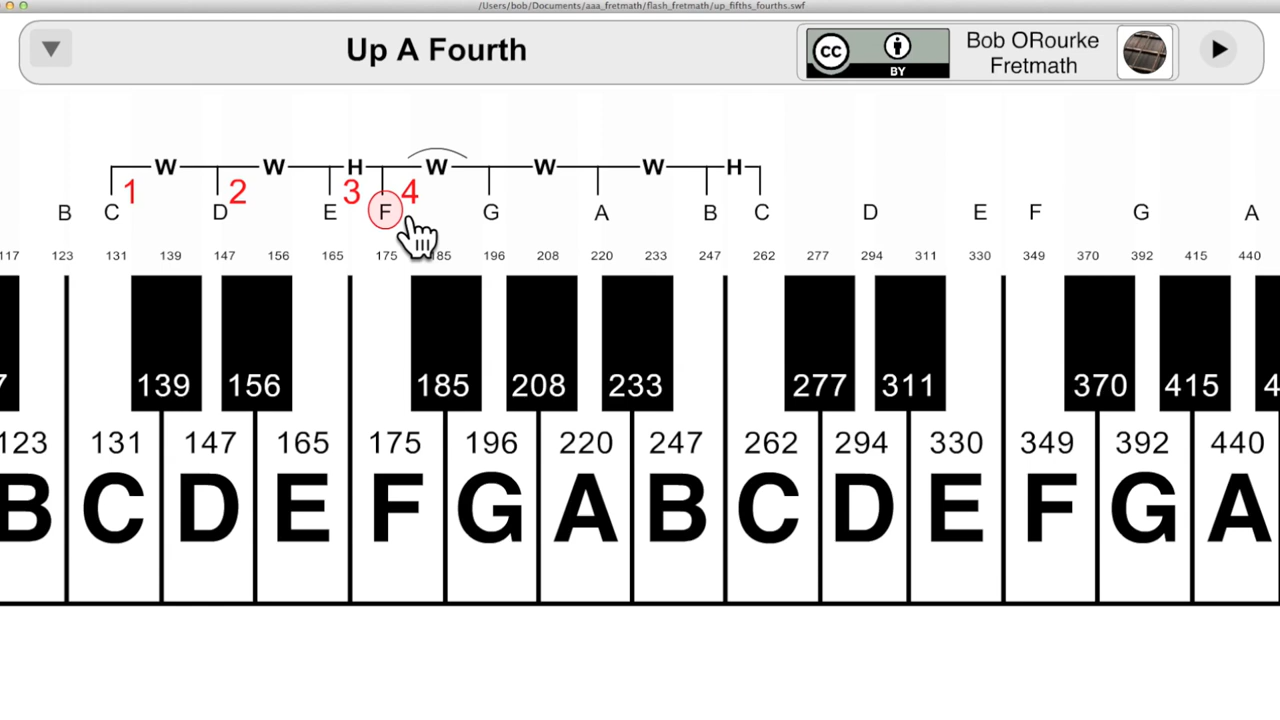 /Users/bob/Documents/aaa_fretmath/flash_fretmath/up_fifths_fourths.swf
Up A Fourth
cc BY
Bob ORourke
Fretmath
W W H W W W H
1 2 3 4
B C D E F G A B C D E F G A
117 123 131 139 147 156 165 175 185 196 208 220 233 247 262 277 294 311 330 349 370 392 415 440
7 139 156 185 208 233 277 311 370 415 4
123 131 147 165 175 196 220 247 262 294 330 349 392 440
B C D E F G A B C D E F G A